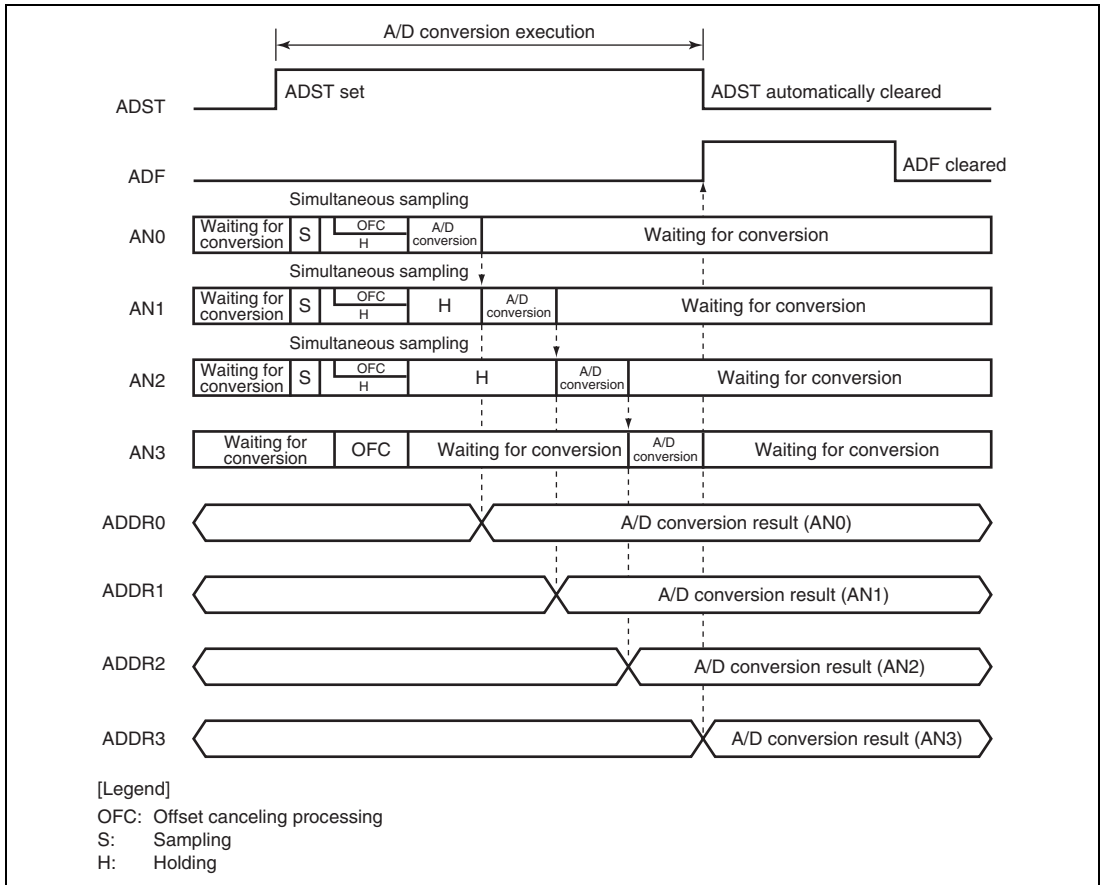 A/D conversion execution
ADST
ADST set
ADST automatically cleared
ADF
ADF cleared
Simultaneous sampling
AN0
Waiting for
conversion
S
OFC
H
A/D
conversion
Waiting for conversion
Simultaneous sampling
AN1
Waiting for
conversion
S
OFC
H
H
A/D
conversion
Waiting for conversion
Simultaneous sampling
AN2
Waiting for
conversion
S
OFC
H
H
A/D
conversion
Waiting for conversion
AN3
Waiting for
conversion
OFC
Waiting for conversion
A/D
conversion
Waiting for conversion
ADDR0
A/D conversion result (AN0)
ADDR1
A/D conversion result (AN1)
ADDR2
A/D conversion result (AN2)
ADDR3
A/D conversion result (AN3)
[Legend]
OFC: Offset canceling processing
S: Sampling
H: Holding